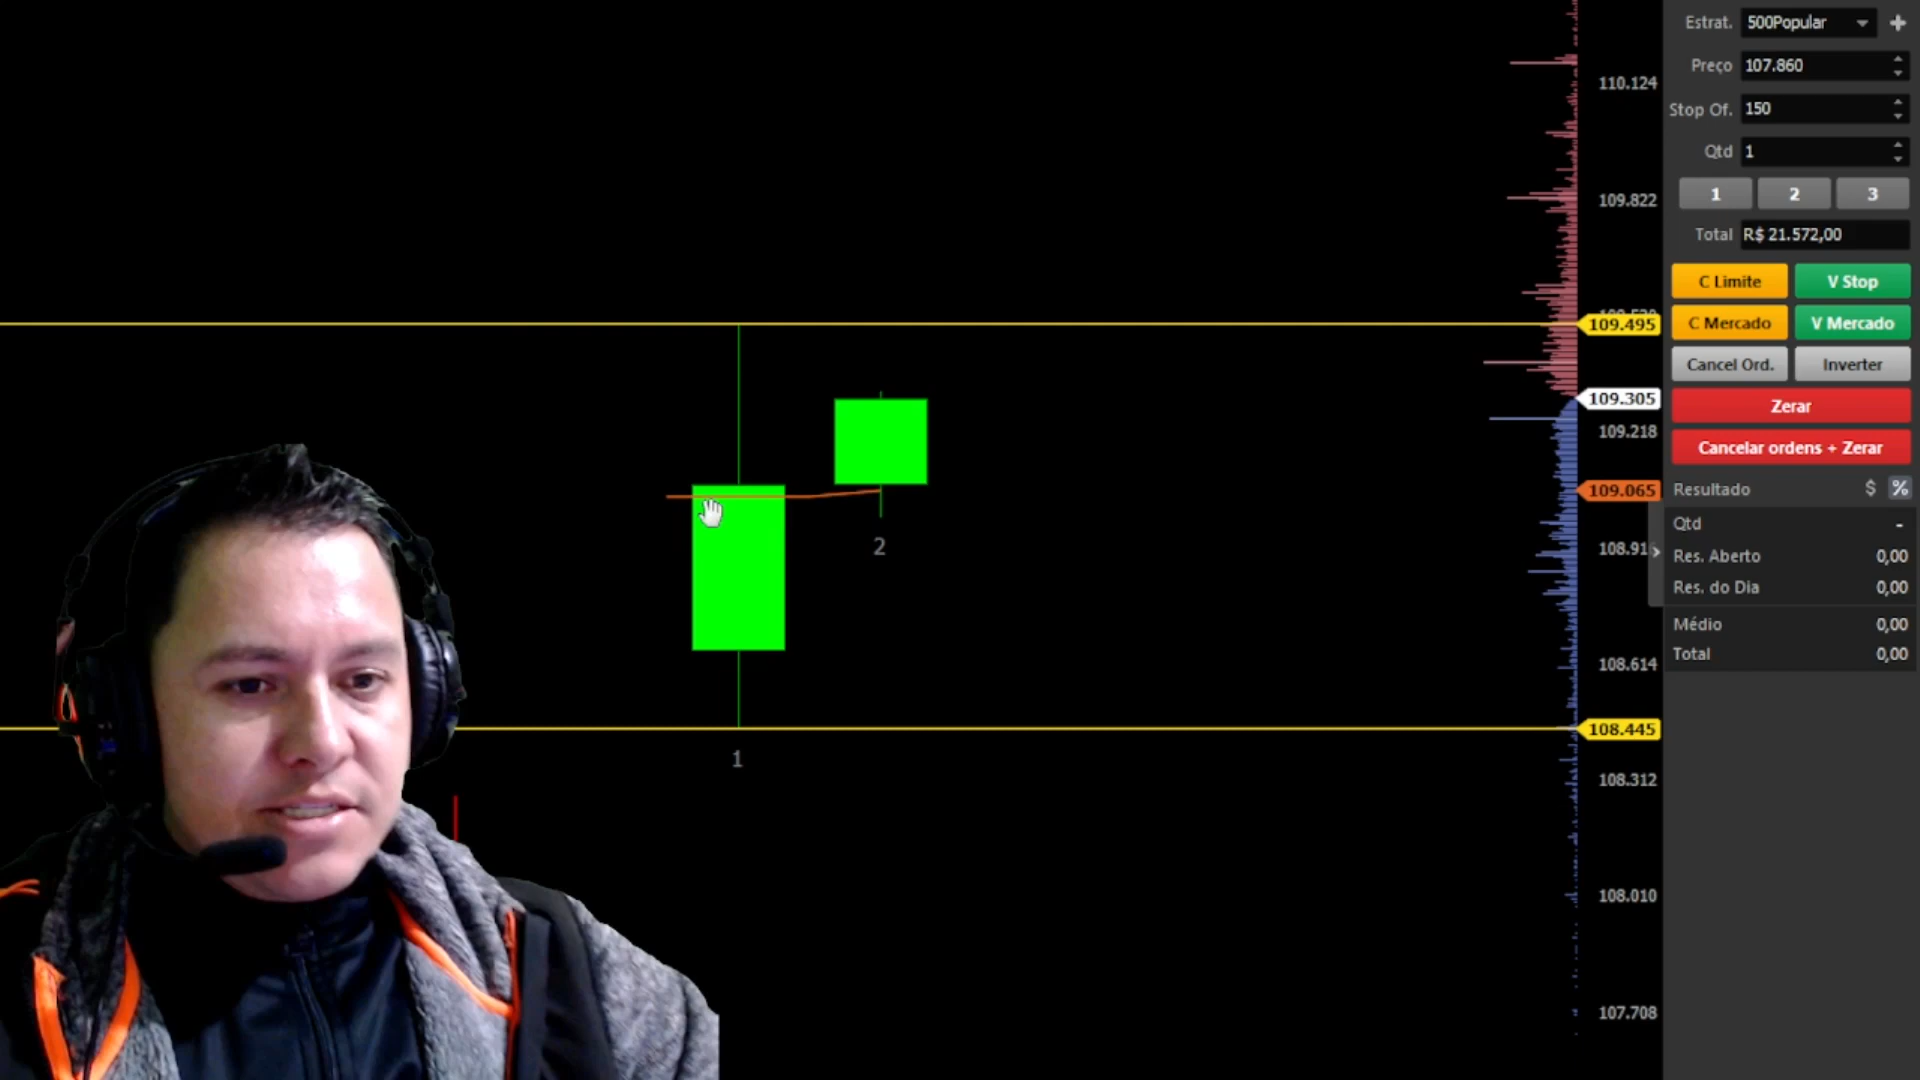 Estrat. 500Popular
Preço 107.860
Stop Of. 150
Qtd 1
1 2 3
Total R$ 21.572,00
C Limite V Stop
C Mercado V Mercado
Cancel Ord. Inverter
Zerar
Cancelar ordens + Zerar
Resultado $ %
Qtd -
Res. Aberto 0,00
Res. do Dia 0,00
Médio 0,00
Total 0,00
110.124
109.822
109.495
109.305
109.218
109.065
108.91
108.614
108.445
108.312
108.010
107.708
2
1